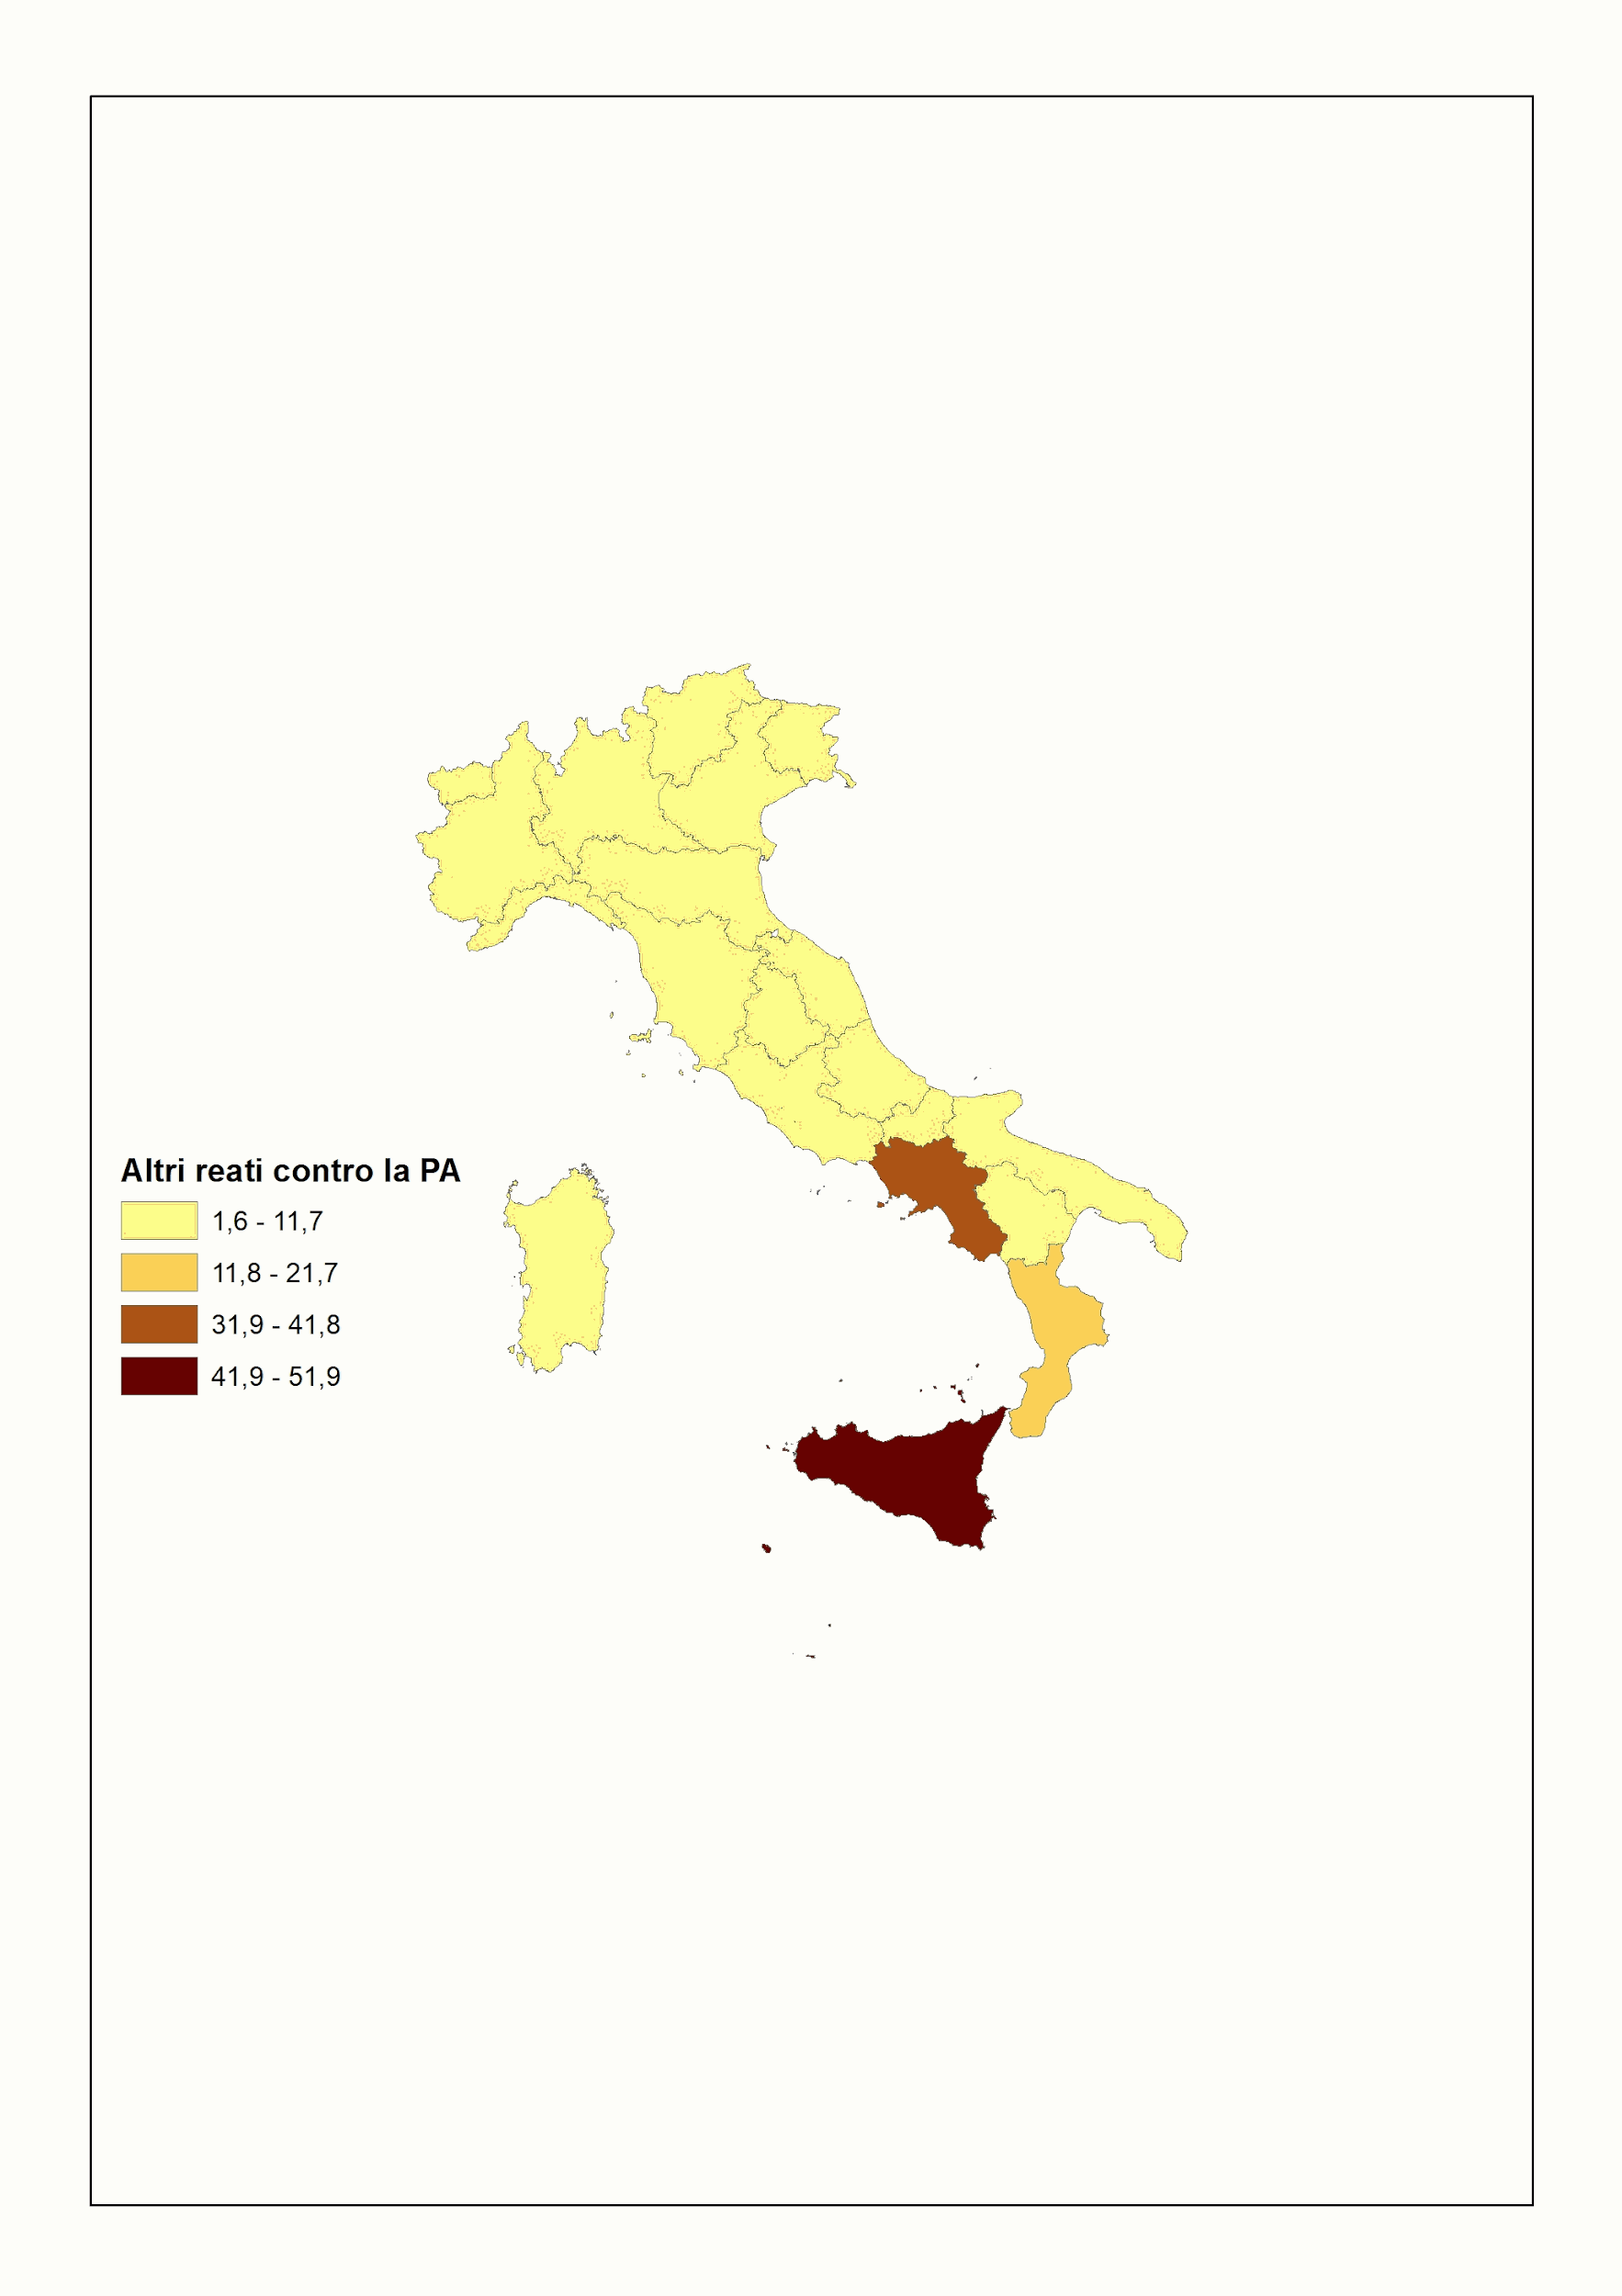 Altri reati contro la PA
1,6 - 11,7
11,8 - 21,7
31,9 - 41,8
41,9 - 51,9